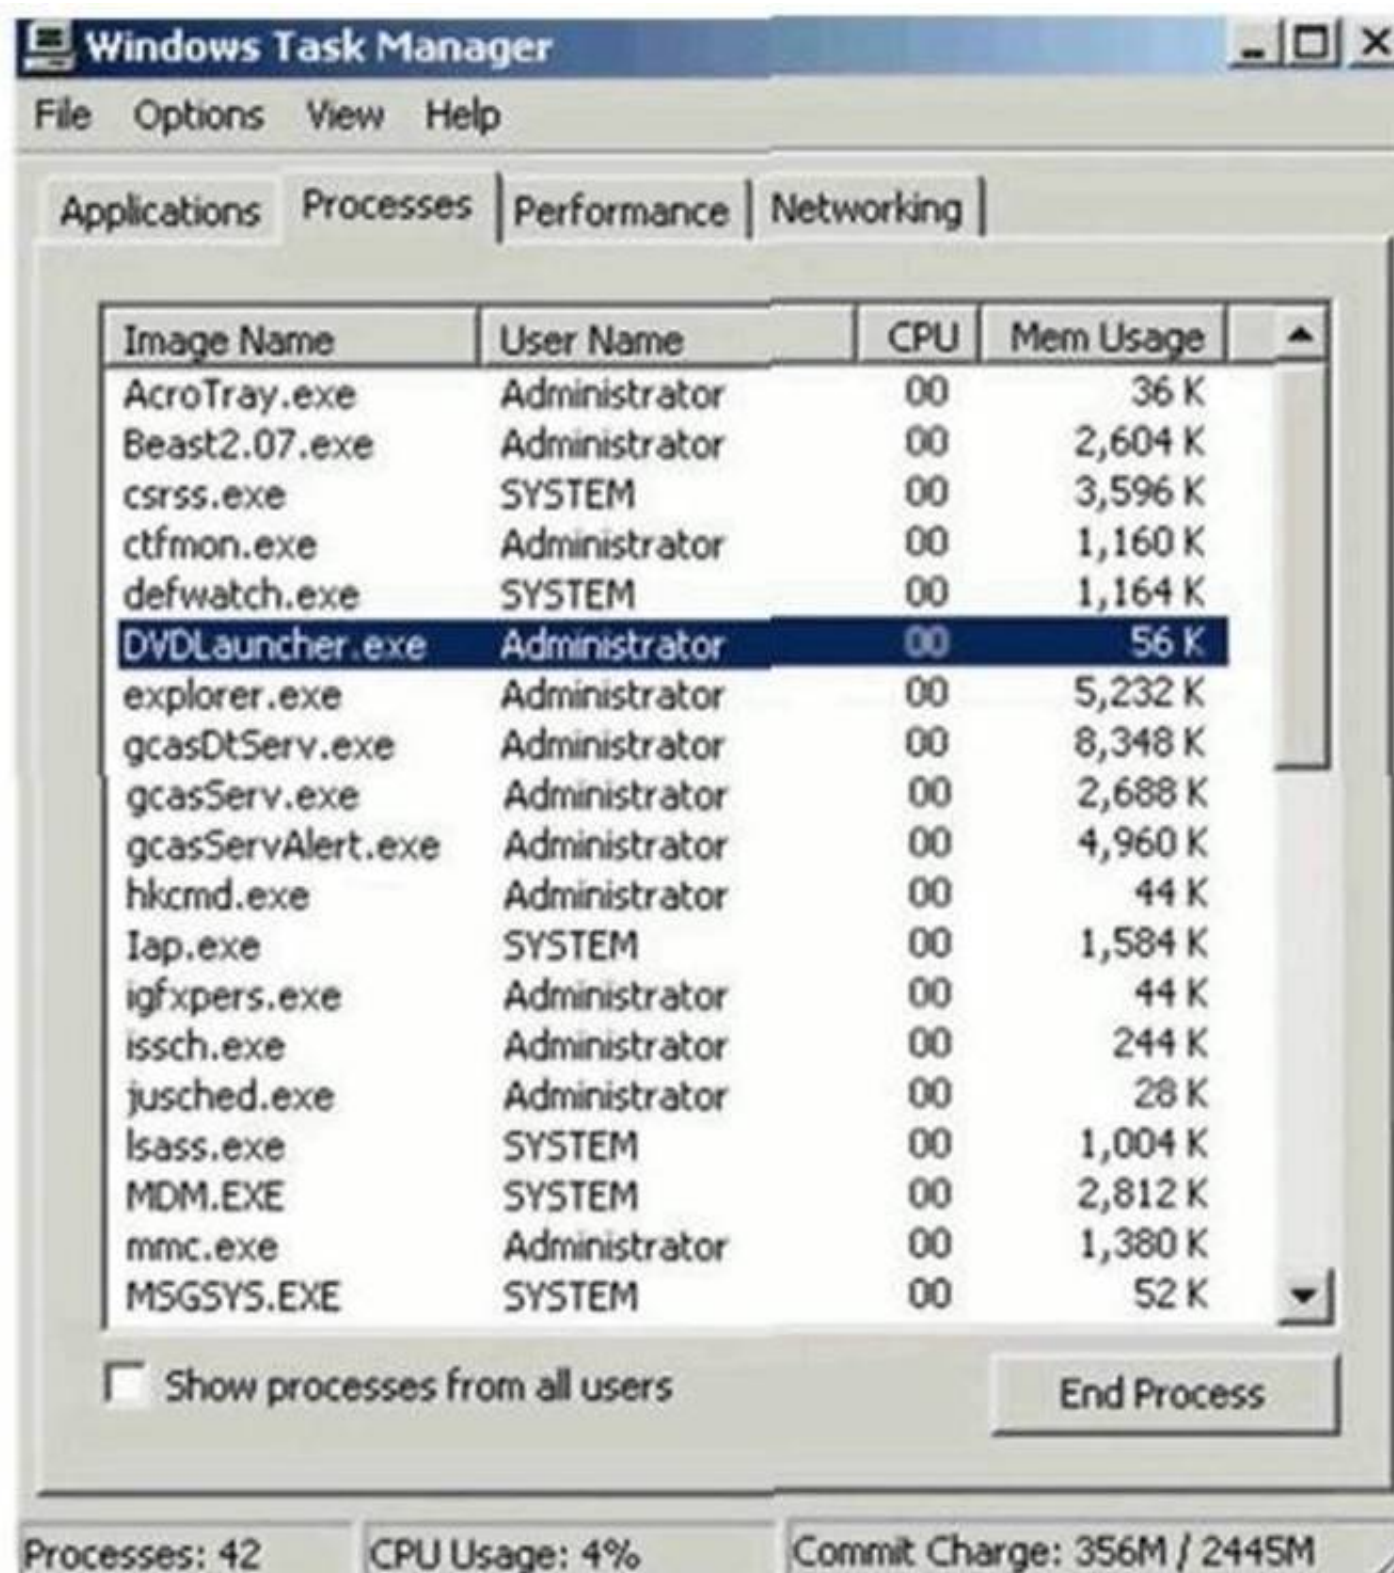 Windows Task Manager
File Options View Help
Applications Processes Performance Networking
Image Name User Name CPU Mem Usage
AcroTray.exe Administrator 00 36 K
Beast2.07.exe Administrator 00 2,604 K
csrss.exe SYSTEM 00 3,596 K
ctfmon.exe Administrator 00 1,160 K
defwatch.exe SYSTEM 00 1,164 K
DVDLauncher.exe Administrator 00 56 K
explorer.exe Administrator 00 5,232 K
gcasDtServ.exe Administrator 00 8,348 K
gcasServ.exe Administrator 00 2,688 K
gcasServAlert.exe Administrator 00 4,960 K
hkcmd.exe Administrator 00 44 K
Iap.exe SYSTEM 00 1,584 K
igfxpers.exe Administrator 00 44 K
issch.exe Administrator 00 244 K
jusched.exe Administrator 00 28 K
lsass.exe SYSTEM 00 1,004 K
MDM.EXE SYSTEM 00 2,812 K
mmc.exe Administrator 00 1,380 K
MSGSYS.EXE SYSTEM 00 52 K
Show processes from all users End Process
Processes: 42 CPU Usage: 4% Commit Charge: 356M / 2445M